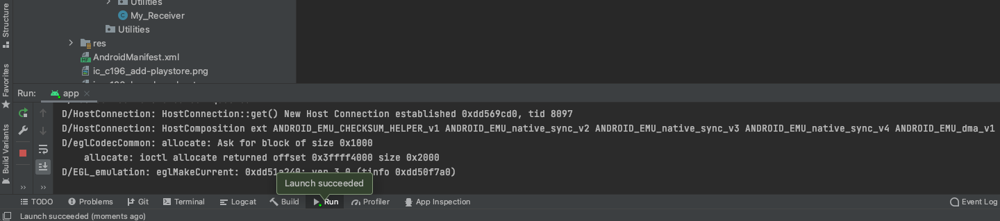 Utilities
My_Receiver
Utilities
res
AndroidManifest.xml
ic_c196_add-playstore.png
Structure
Favorites
Build Variants
Run: app
D/HostConnection: HostConnection::get() New Host Connection established 0xdd569cd0, tid 8097
D/HostConnection: HostComposition ext ANDROID_EMU_CHECKSUM_HELPER_v1 ANDROID_EMU_native_sync_v2 ANDROID_EMU_native_sync_v3 ANDROID_EMU_native_sync_v4 ANDROID_EMU_dma_v1
D/eglCodecCommon: allocate: Ask for block of size 0x1000
allocate: ioctl allocate returned offset 0x3ffff4000 size 0x2000
D/EGL_emulation: eglMakeCurrent: 0xdd51a240: ver 3 0 (tinfo 0xdd50f7a0)
Launch succeeded
TODO Problems Git Terminal Logcat Build Run Profiler App Inspection Event Log
Launch succeeded (moments ago)